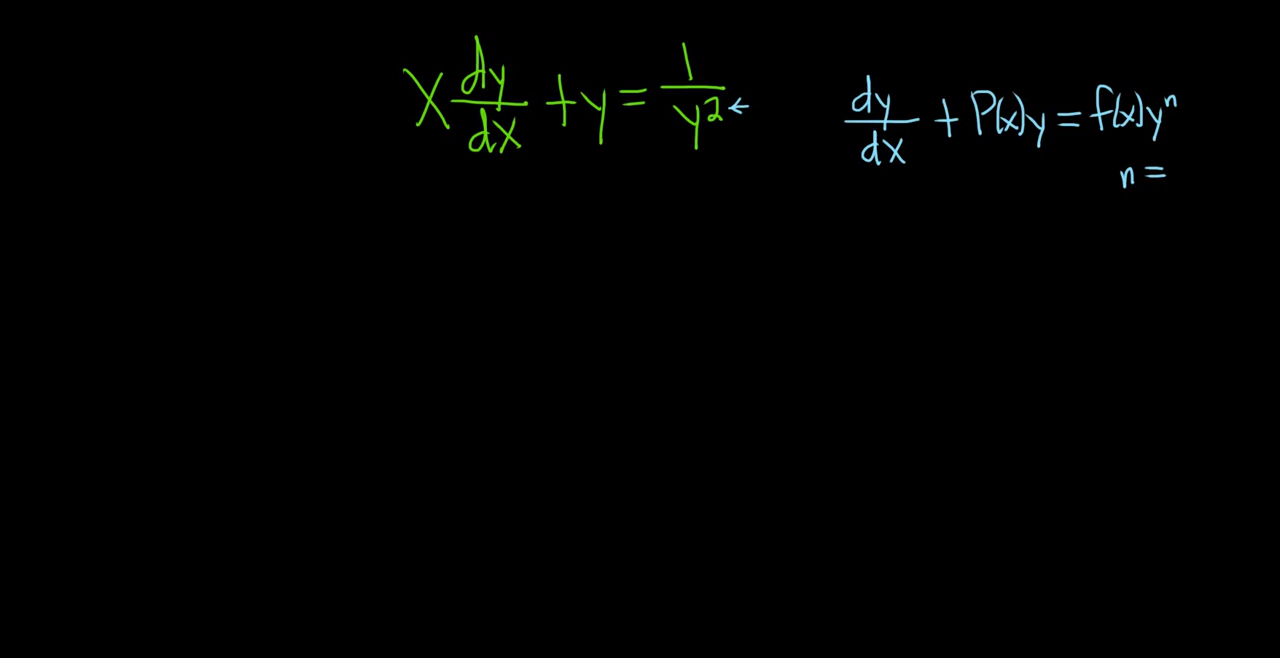 x dy/dx + y = 1/y² ←
dy/dx + P(x)y = f(x)yⁿ
n =